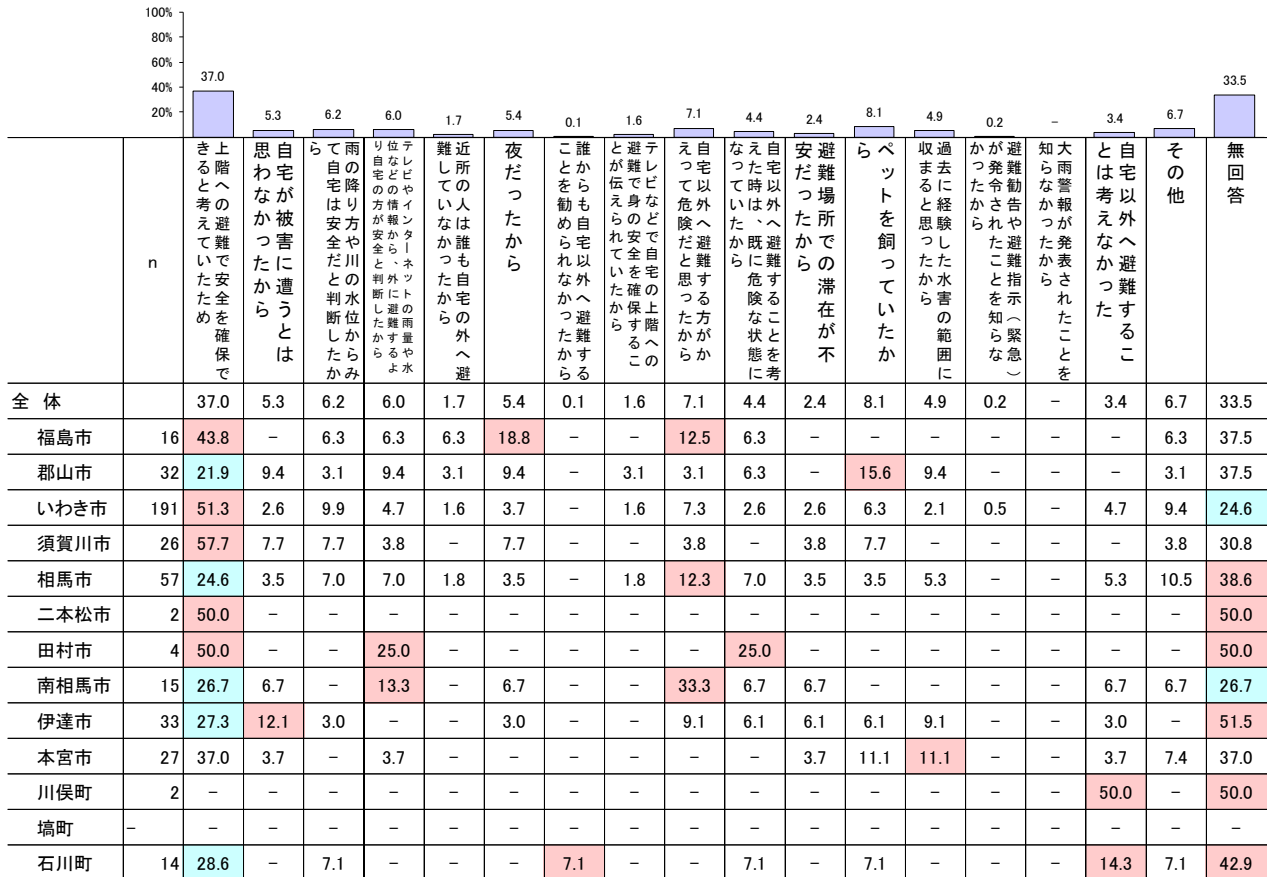 100%
80%
60%
40%
20%
37.0 5.3 6.2 6.0 1.7 5.4 0.1 1.6 7.1 4.4 2.4 8.1 4.9 0.2 – 3.4 6.7 33.5
n
上階への避難で安全を確保で
きると考えていたため
自宅が被害に遭うとは
思わなかったから
雨の降り方や川の水位からみ
て自宅は安全だと判断したか
ら
テレビやインターネットの雨量や水
位などの情報から、外に避難するよ
り自宅の方が安全と判断したから
近所の人は誰も自宅の外へ避
難していなかったから
夜だったから
誰からも自宅以外へ避難する
ことを勧められなかったから
テレビなどで自宅の上階への
避難で身の安全を確保するこ
とが伝えられていたから
自宅以外へ避難する方がか
えって危険だと思ったから
自宅以外へ避難することを考
えた時は、既に危険な状態に
なっていたから
避難場所での滞在が不
安だったから
ペットを飼っていたか
ら
過去に経験した水害の範囲に
収まると思ったから
避難勧告や避難指示(緊急)
が発令されたことを知らな
かったから
大雨警報が発表されたことを
知らなかったから
自宅以外へ避難するこ
とは考えなかった
その他
無回答
全 体 37.0 5.3 6.2 6.0 1.7 5.4 0.1 1.6 7.1 4.4 2.4 8.1 4.9 0.2 – 3.4 6.7 33.5
福島市 16 43.8 – 6.3 6.3 6.3 18.8 – – 12.5 6.3 – – – – – – 6.3 37.5
郡山市 32 21.9 9.4 3.1 9.4 3.1 9.4 – 3.1 3.1 6.3 – 15.6 9.4 – – – 3.1 37.5
いわき市 191 51.3 2.6 9.9 4.7 1.6 3.7 – 1.6 7.3 2.6 2.6 6.3 2.1 0.5 – 4.7 9.4 24.6
須賀川市 26 57.7 7.7 7.7 3.8 – 7.7 – – 3.8 – 3.8 7.7 – – – – 3.8 30.8
相馬市 57 24.6 3.5 7.0 7.0 1.8 3.5 – 1.8 12.3 7.0 3.5 3.5 5.3 – – 5.3 10.5 38.6
二本松市 2 50.0 – – – – – – – – – – – – – – – – 50.0
田村市 4 50.0 – – 25.0 – – – – – 25.0 – – – – – – – 50.0
南相馬市 15 26.7 6.7 – 13.3 – 6.7 – – 33.3 6.7 6.7 – – – – 6.7 6.7 26.7
伊達市 33 27.3 12.1 3.0 – – 3.0 – – 9.1 6.1 6.1 6.1 9.1 – – 3.0 – 51.5
本宮市 27 37.0 3.7 – 3.7 – – – – – – 3.7 11.1 11.1 – – 3.7 7.4 37.0
川俣町 2 – – – – – – – – – – – – – – – 50.0 – 50.0
塙町 – – – – – – – – – – – – – – – – – – –
石川町 14 28.6 – 7.1 – – – 7.1 – – 7.1 – 7.1 – – – 14.3 7.1 42.9